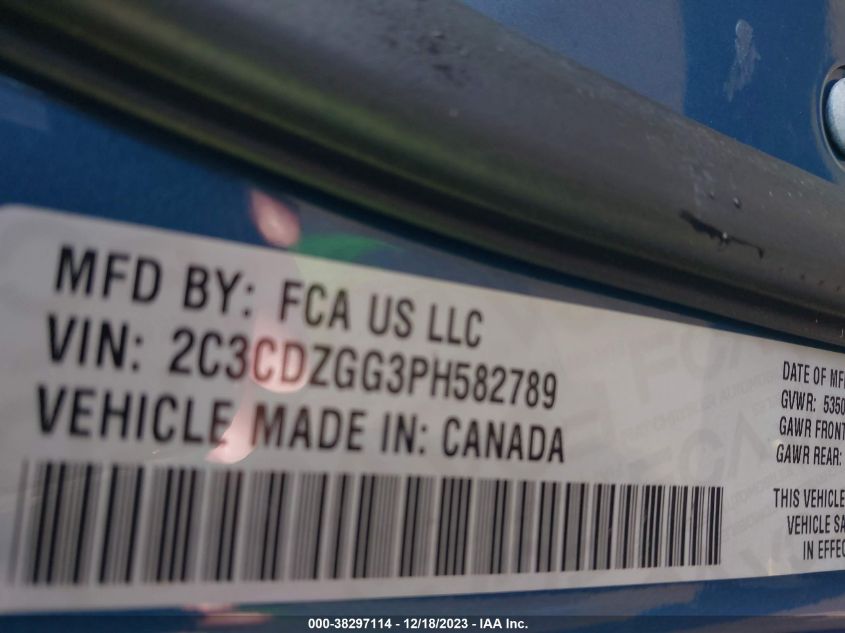 MFD BY: FCA US LLC
VIN: 2C3CDZGG3PH582789
VEHICLE MADE IN: CANADA
DATE OF MF
GVWR: 5350
GAWR FRONT
GAWR REAR:
THIS VEHICLE
VEHICLE SA
IN EFFEC
000-38297114 - 12/18/2023 - IAA Inc.